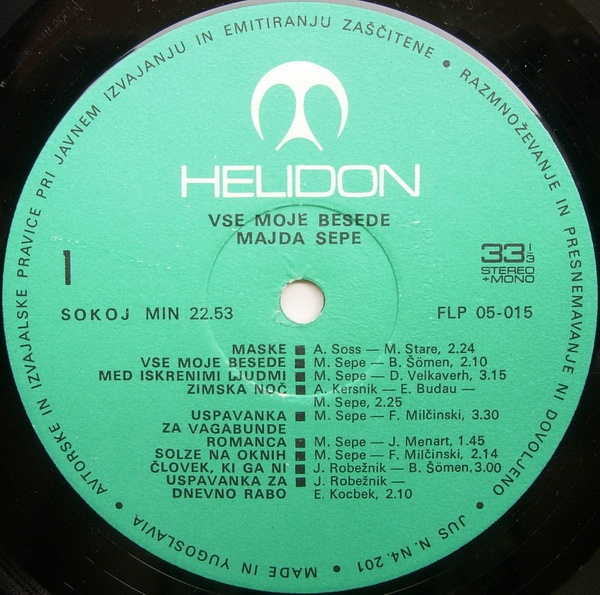 AVTORSKE IN IZVAJALSKE PRAVICE PRI JAVNEM IZVAJANJU IN EMITIRANJU ZAŠČITENE • RAZMNOŽEVANJE IN PRESNEMAVANJE NI DOVOLJENO • JUS N. N4. 201 • MADE IN YUGOSLAVIA •
HELIDON
VSE MOJE BESEDE
MAJDA SEPE
1
33 1/3
STEREO
+MONO
SOKOJ MIN 22.53
FLP 05-015
MASKE ■ A. Soss — M. Stare, 2.24
VSE MOJE BESEDE ■ M. Sepe — B. Šömen, 2.10
MED ISKRENIMI LJUDMI ■ M. Sepe — D. Velkaverh, 3.15
ZIMSKA NOČ ■ A. Kersnik — E. Budau —
M. Sepe, 2.25
USPAVANKA ■ M. Sepe — F. Milčinski, 3.30
ZA VAGABUNDE
ROMANCA ■ M. Sepe — J. Menart, 1.45
SOLZE NA OKNIH ■ M. Sepe — F. Milčinski, 2.14
ČLOVEK, KI GA NI ■ J. Robežnik — B. Šömen, 3.00
USPAVANKA ZA ■ J. Robežnik —
DNEVNO RABO E. Kocbek, 2.10